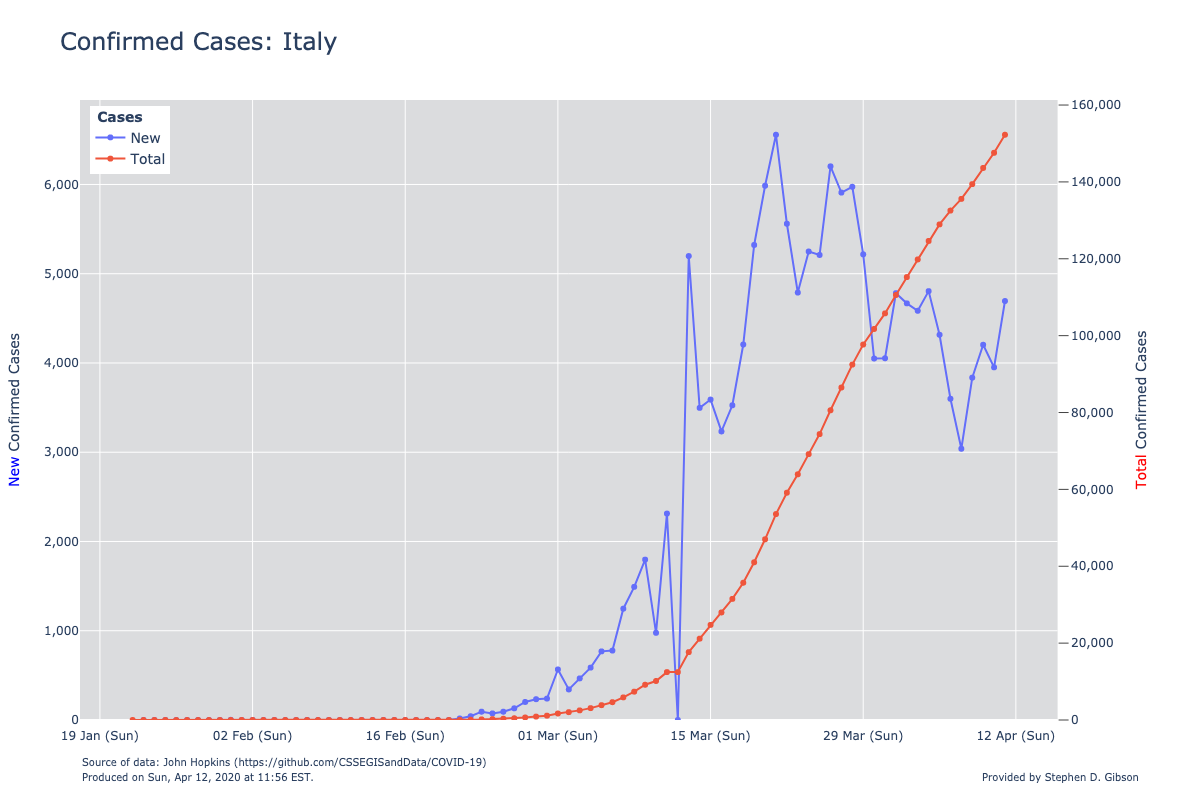 Confirmed Cases: Italy
Cases
New
Total
6,000
5,000
4,000
3,000
2,000
1,000
0
New Confirmed Cases
160,000
140,000
120,000
100,000
80,000
60,000
40,000
20,000
0
Total Confirmed Cases
19 Jan (Sun) 02 Feb (Sun) 16 Feb (Sun) 01 Mar (Sun) 15 Mar (Sun) 29 Mar (Sun) 12 Apr (Sun)
Source of data: John Hopkins (https://github.com/CSSEGISandData/COVID-19)
Produced on Sun, Apr 12, 2020 at 11:56 EST.
Provided by Stephen D. Gibson